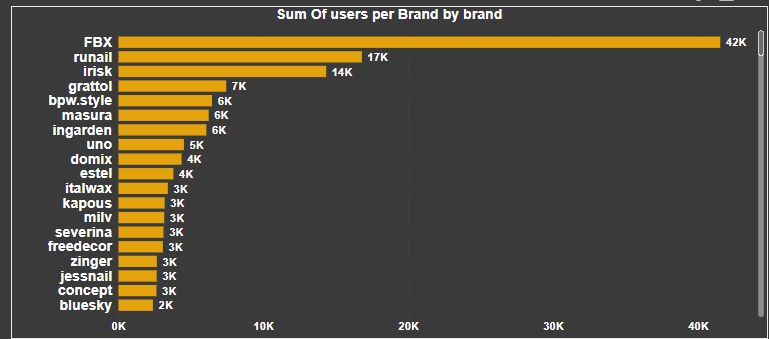 Sum Of users per Brand by brand
FBX 42K
runail 17K
irisk 14K
grattol 7K
bpw.style 6K
masura 6K
ingarden 6K
uno 5K
domix 4K
estel 4K
italwax 3K
kapous 3K
milv 3K
severina 3K
freedecor 3K
zinger 3K
jessnail 3K
concept 3K
bluesky 2K
0K 10K 20K 30K 40K